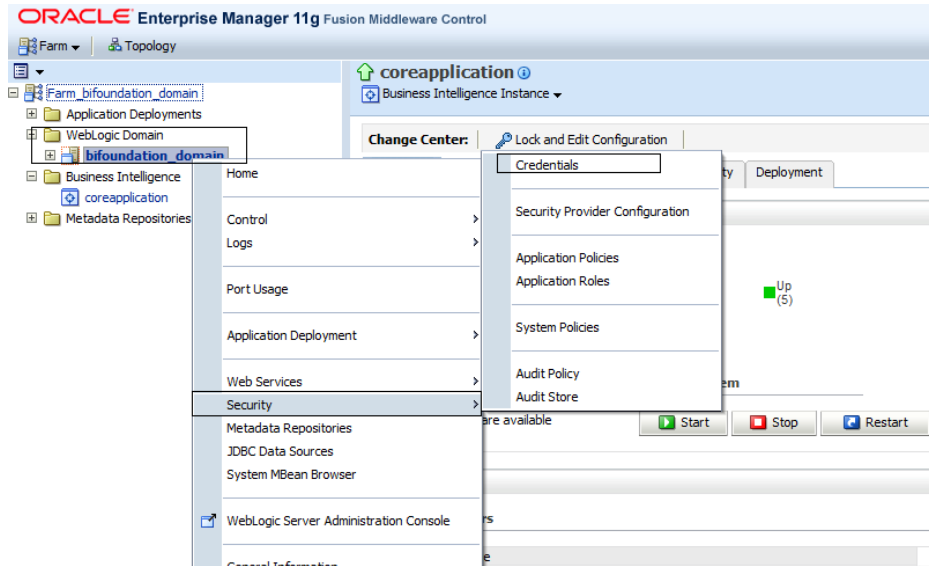 ORACLE Enterprise Manager 11g Fusion Middleware Control
Farm Topology
Farm_bifoundation_domain
Application Deployments
WebLogic Domain
bifoundation_domain
Business Intelligence
coreapplication
Metadata Repositories
coreapplication
Business Intelligence Instance
Change Center: Lock and Edit Configuration
Deployment
Home
Control
Logs
Port Usage
Application Deployment
Web Services
Security
Metadata Repositories
JDBC Data Sources
System MBean Browser
WebLogic Server Administration Console
General Information
Credentials
Security Provider Configuration
Application Policies
Application Roles
System Policies
Audit Policy
Audit Store
Up
(5)
are available
Start Stop Restart